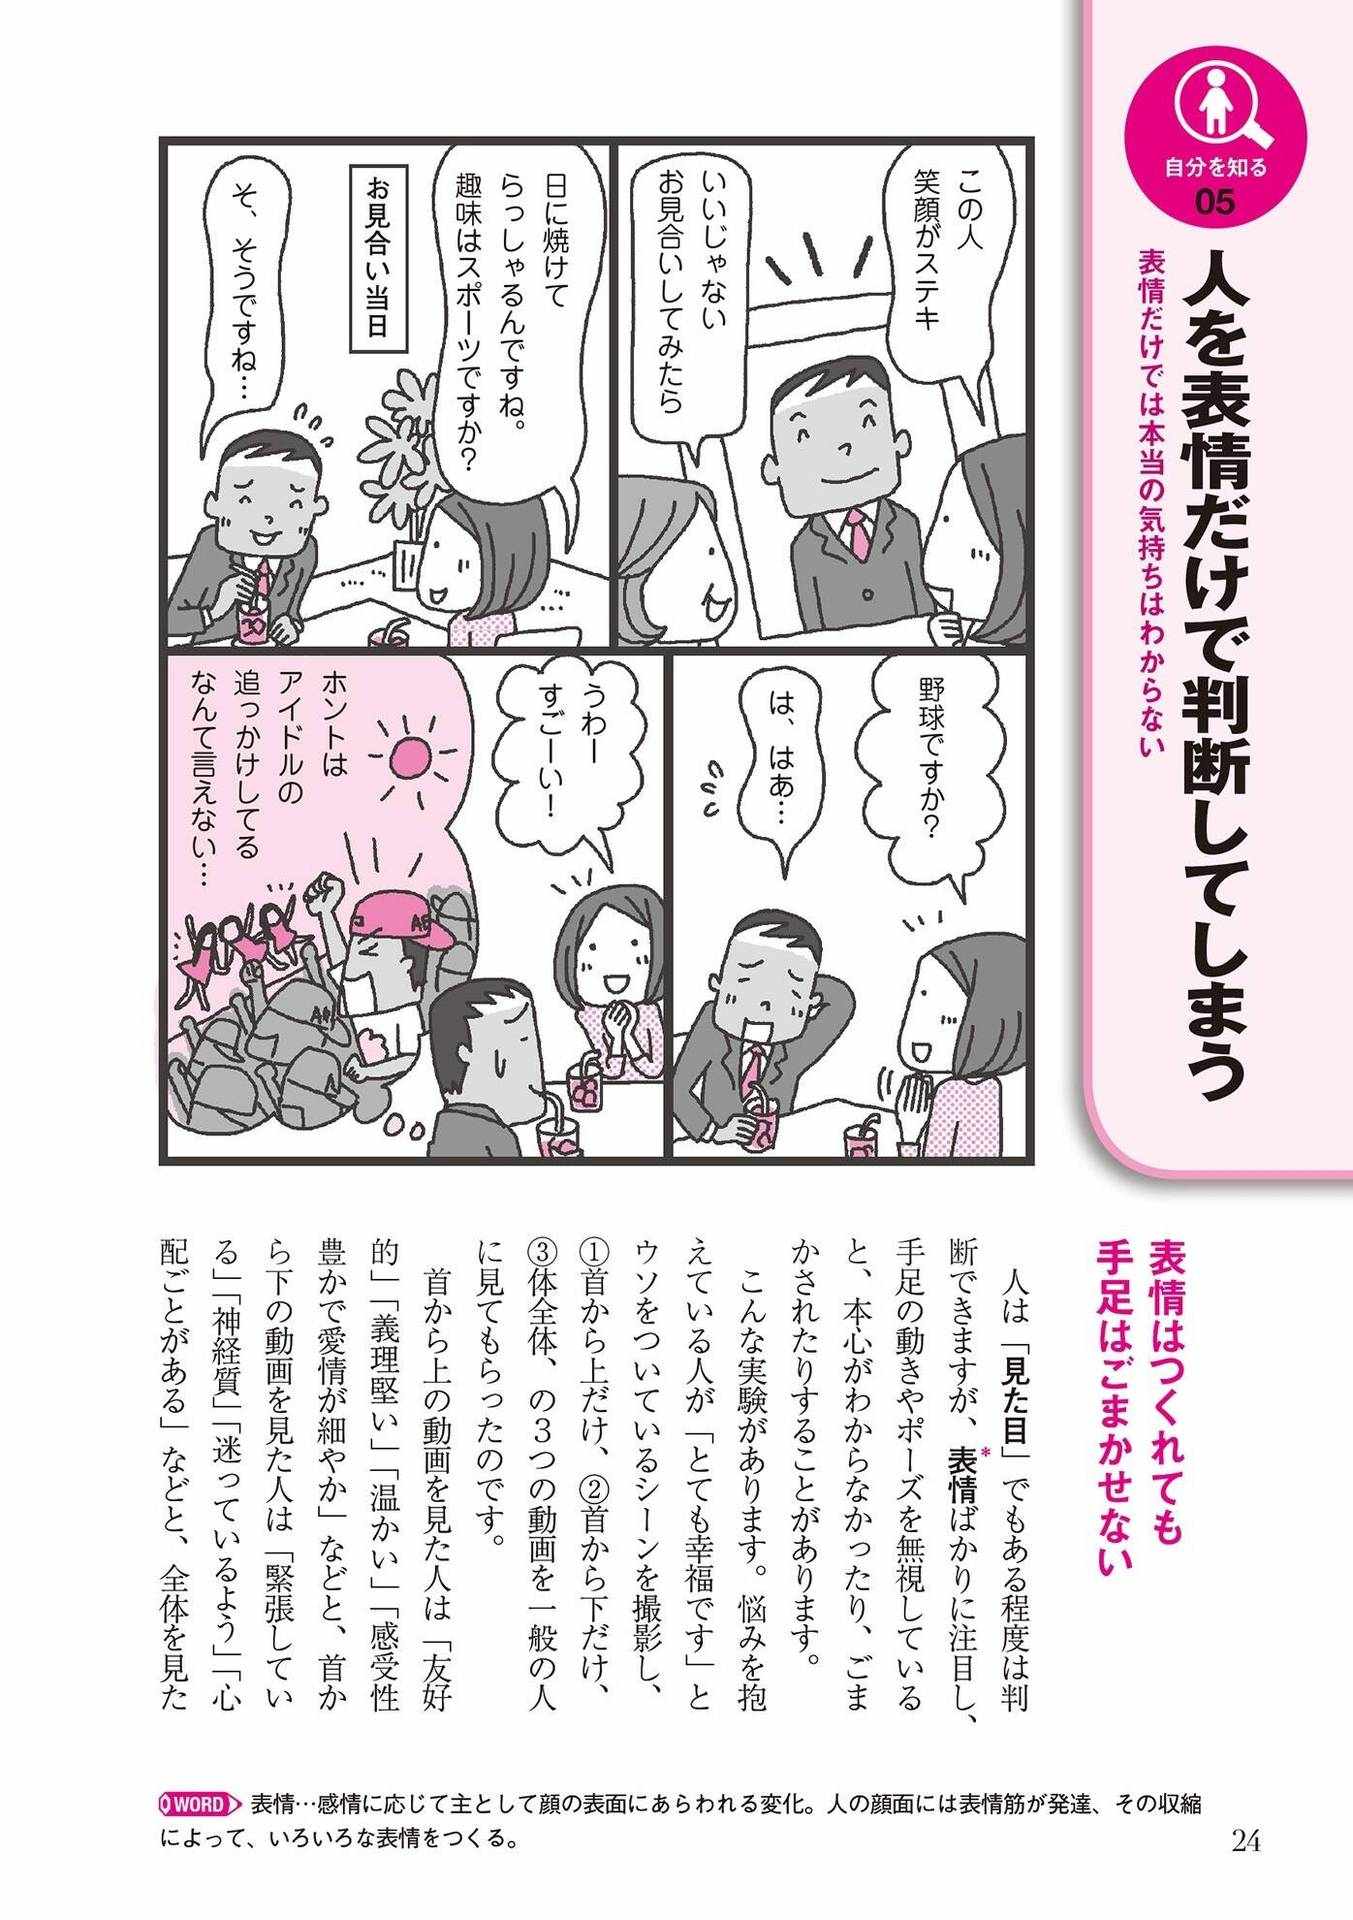 自分を知る
05
人を表情だけで判断してしまう
表情だけでは本当の気持ちはわからない
この人
笑顔がステキ
いいじゃない
お見合いしてみたら
日に焼けて
らっしゃるんですね。
趣味はスポーツですか?
お見合い当日
そ、そうですね…
野球ですか?
は、はあ…
うわー
すごーい!
ホントは
アイドルの
追っかけしてる
なんて言えない…
表情はつくれても
手足はごまかせない
人は「見た目」でもある程度は判
断できますが、表情*ばかりに注目し、
手足の動きやポーズを無視している
と、本心がわからなかったり、ごま
かされたりすることがあります。
こんな実験があります。悩みを抱
えている人が「とても幸福です」と
ウソをついているシーンを撮影し、
①首から上だけ、②首から下だけ、
③体全体、の3つの動画を一般の人
に見てもらったのです。
首から上の動画を見た人は「友好
的」「義理堅い」「温かい」「感受性
豊かで愛情が細やか」などと、首か
ら下の動画を見た人は「緊張してい
る」「神経質」「迷っているよう」「心
配ごとがある」などと、全体を見た
WORD 表情…感情に応じて主として顔の表面にあらわれる変化。人の顔面には表情筋が発達、その収縮
によって、いろいろな表情をつくる。
24